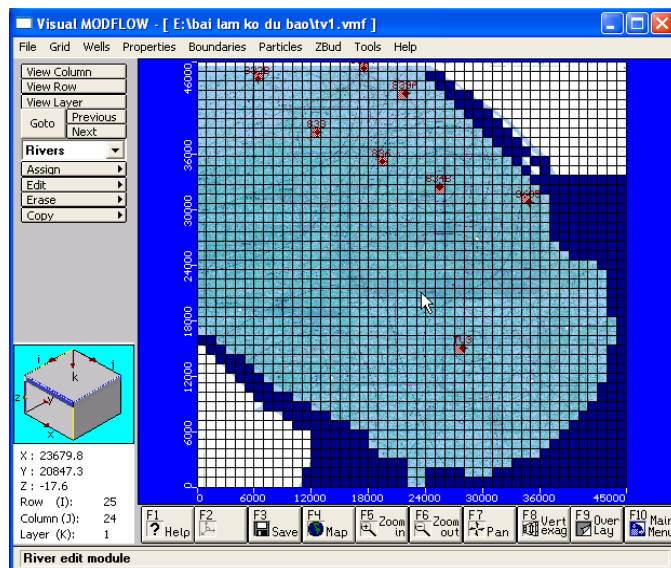 Visual MODFLOW - [ E:\bai lam ko du bao\tv1.vmf ]
File Grid Wells Properties Boundaries Particles ZBud Tools Help
View Column
View Row
View Layer
Goto Previous
Next
Rivers
Assign
Edit
Erase
Copy
46000
36000
30000
24000
18000
12000
6000
0
839A
833
836
834B
i j
k
z y
x
X : 23679.8
Y : 20847.3
Z : -17.6
Row (I): 25
Column (J): 24
Layer (K): 1
0 6000 12000 18000 24000 30000 36000 45000
F1 ? Help
F2
F3 Save
F4 Map
F5 Zoom in
F6 Zoom out
F7 Pan
F8 Vert exag
F9 Over Lay
F10 Main Menu
River edit module